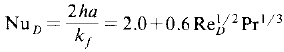 Nu_D = 2ha/k_f = 2.0 + 0.6 Re_D^{1/2} Pr^{1/3}